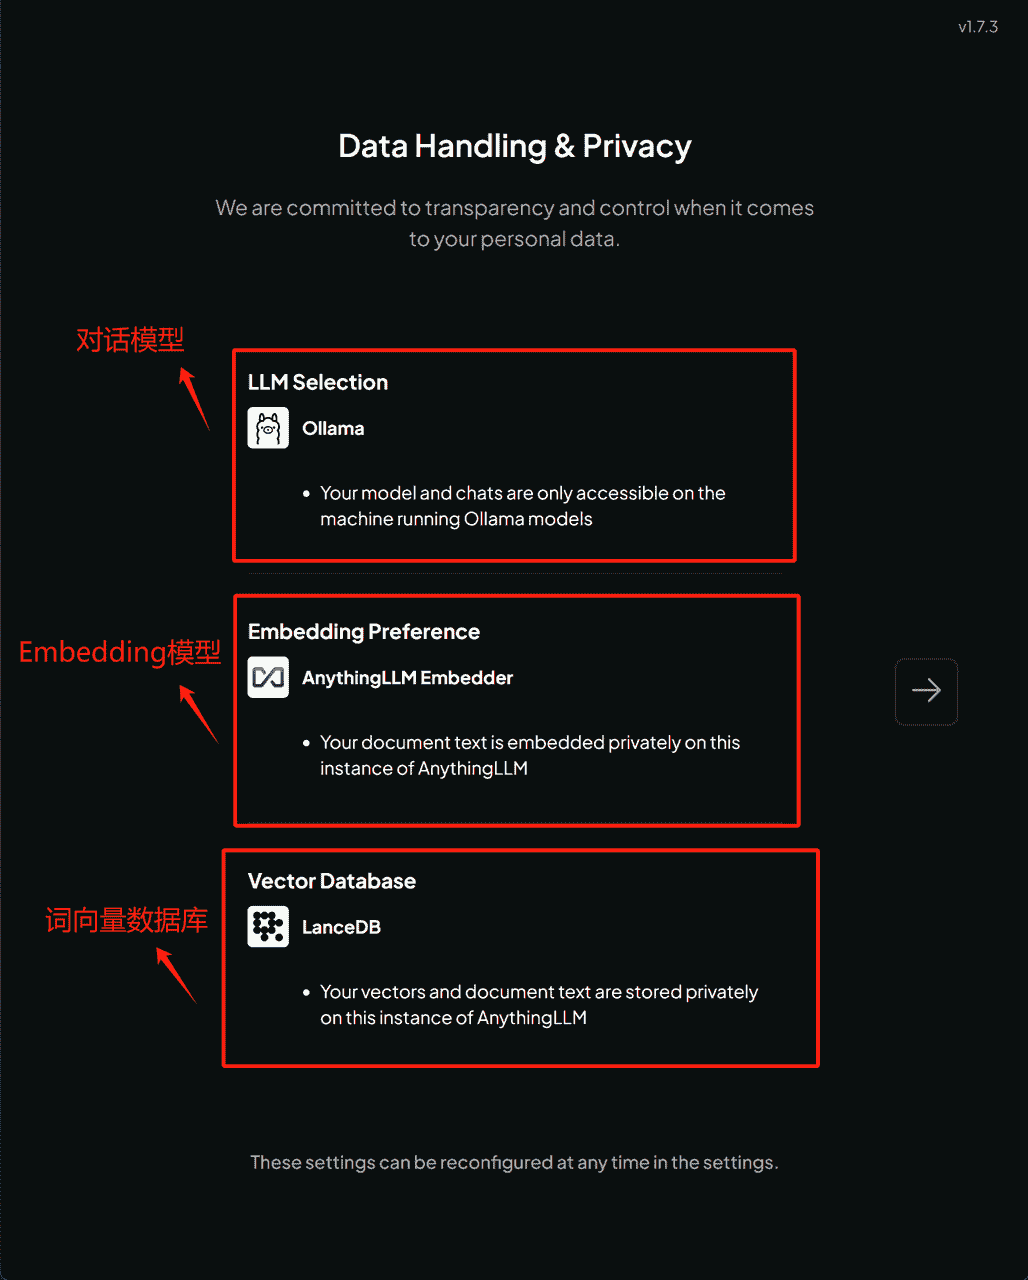 v1.7.3
Data Handling & Privacy
We are committed to transparency and control when it comes
to your personal data.
对话模型
LLM Selection
Ollama
• Your model and chats are only accessible on the
machine running Ollama models
Embedding模型
Embedding Preference
AnythingLLM Embedder
• Your document text is embedded privately on this
instance of AnythingLLM
词向量数据库
Vector Database
LanceDB
• Your vectors and document text are stored privately
on this instance of AnythingLLM
These settings can be reconfigured at any time in the settings.